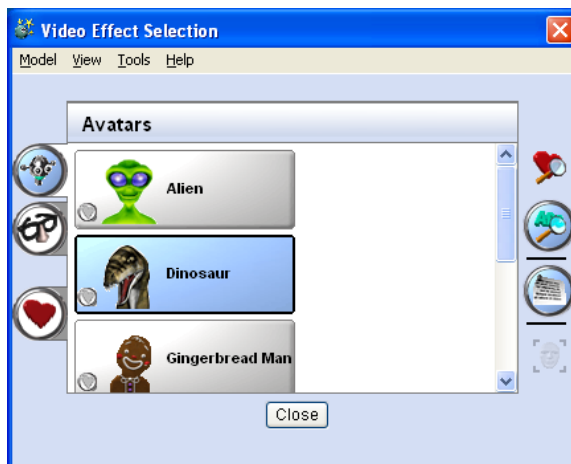 Video Effect Selection
Model View Tools Help
Avatars
Alien
Dinosaur
Gingerbread Man
Close